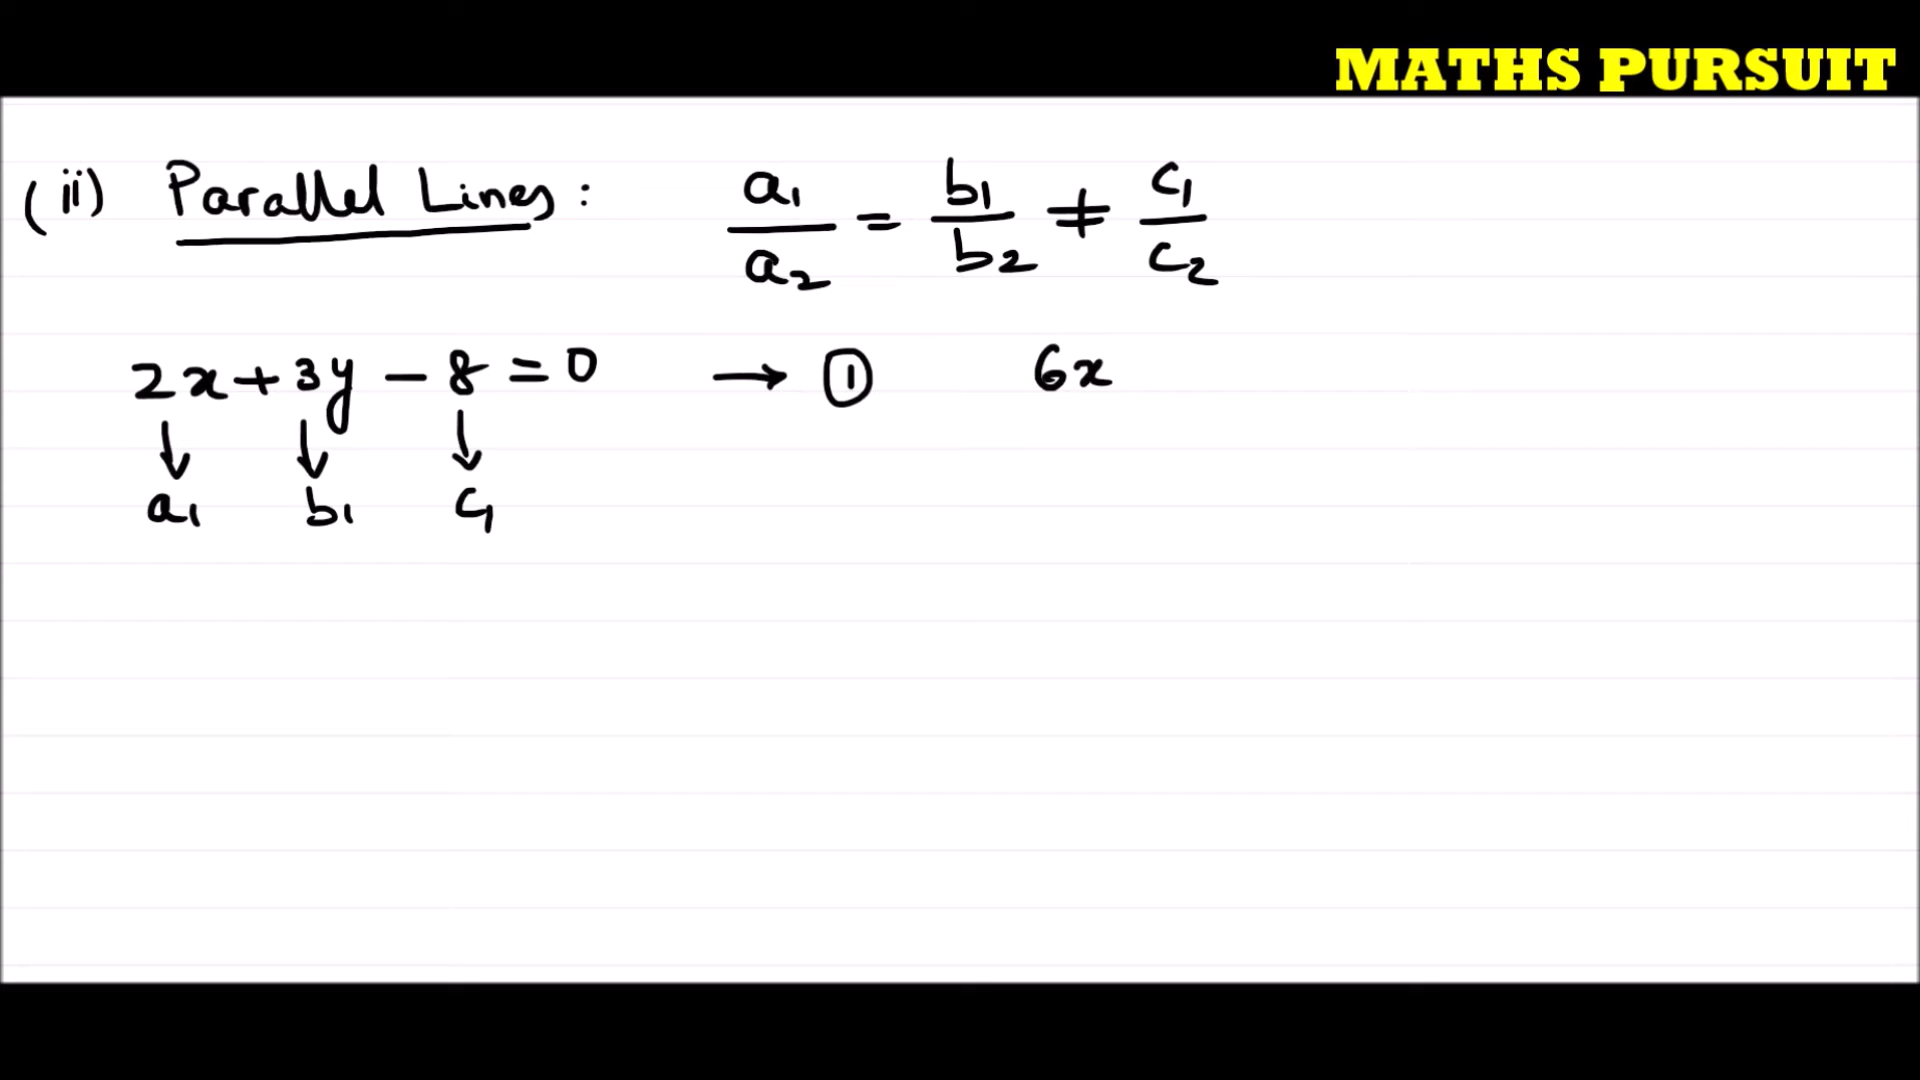 MATHS PURSUIT
(ii) Parallel Lines : a₁/a₂ = b₁/b₂ ≠ c₁/c₂
2x + 3y - 8 = 0 → ① 6x
↓ ↓ ↓
a₁ b₁ c₁